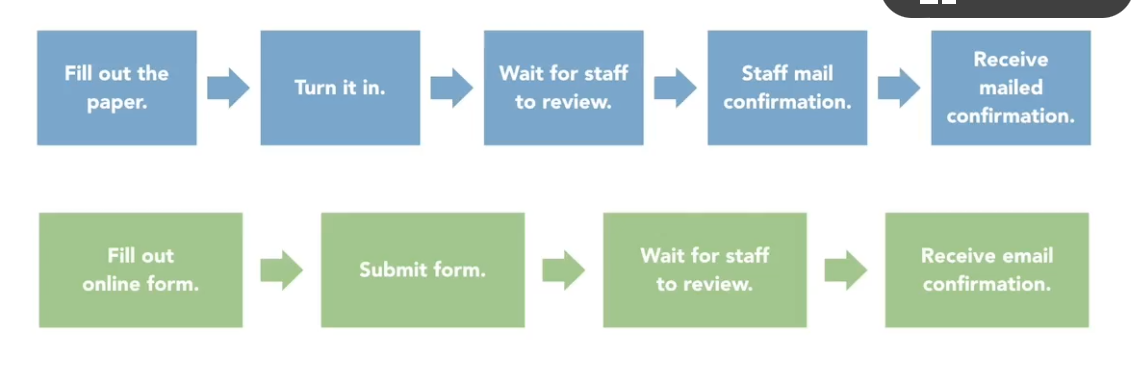 Fill out the
paper.
Turn it in.
Wait for staff
to review.
Staff mail
confirmation.
Receive
mailed
confirmation.
Fill out
online form.
Submit form.
Wait for staff
to review.
Receive email
confirmation.